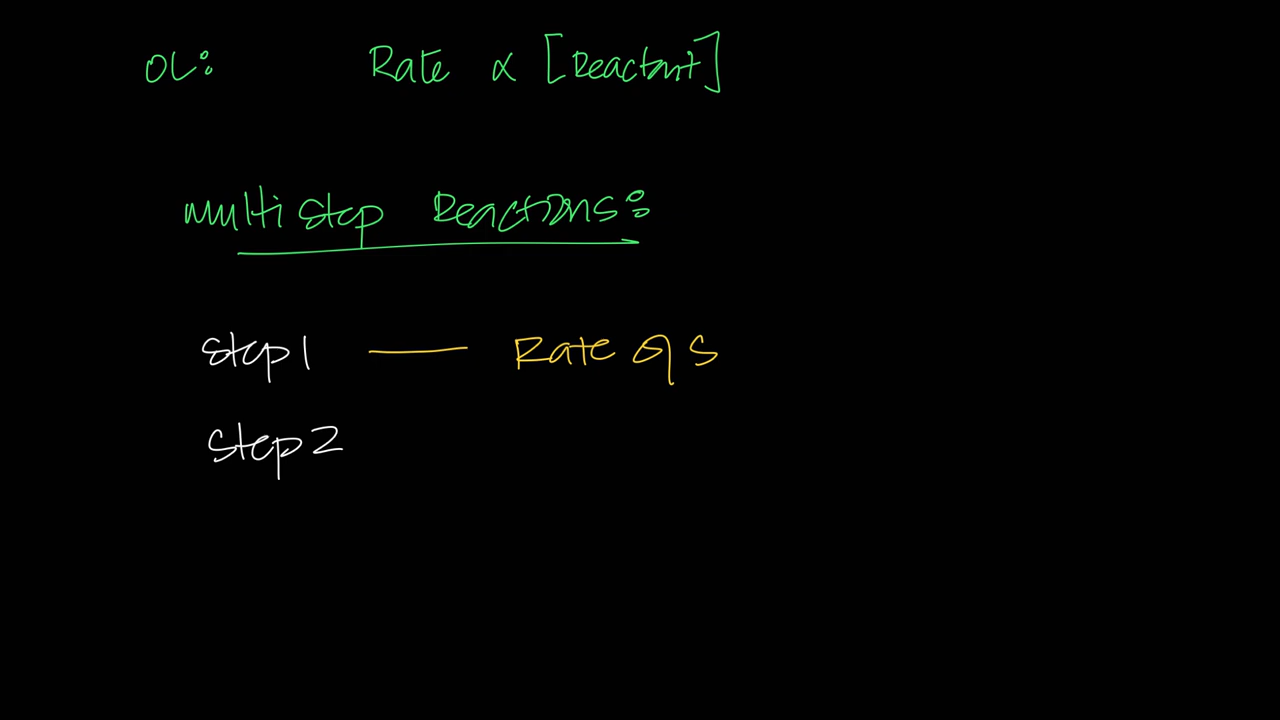 OL: Rate ∝ [Reactant]
Multistep Reactions:
Step 1 — Rate
Step 2